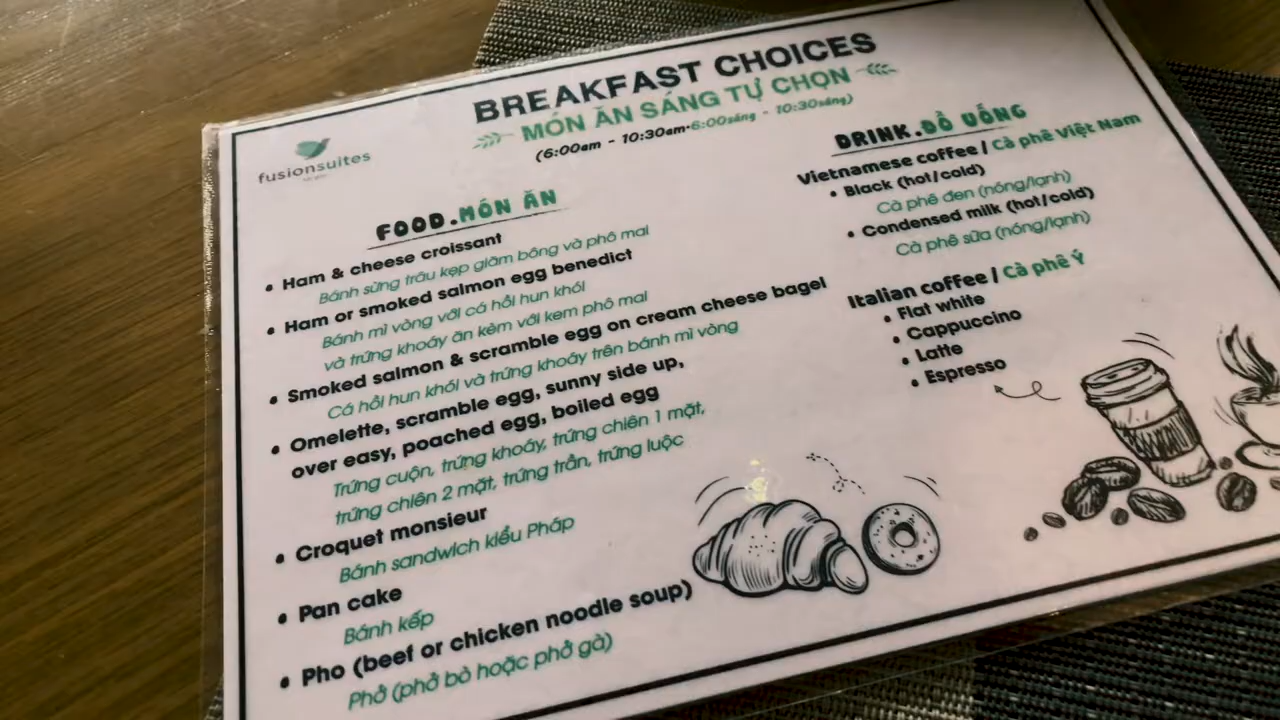 BREAKFAST CHOICES
MÓN ĂN SÁNG TỰ CHỌN
(6:00am - 10:30am-6:00sáng - 10:30sáng)
fusionsuites
FOOD.MÓN ĂN
• Ham & cheese croissant
Bánh sừng trâu kẹp giăm bông và phô mai
• Ham or smoked salmon egg benedict
Bánh mì vòng với cá hồi hun khói
và trứng khoáy ăn kèm với kem phô mai
• Smoked salmon & scramble egg on cream cheese bagel
Cá hồi hun khói và trứng khoáy trên bánh mì vòng
• Omelette, scramble egg, sunny side up,
over easy, poached egg, boiled egg
Trứng cuộn, trứng khoáy, trứng chiên 1 mặt,
trứng chiên 2 mặt, trứng trần, trứng luộc
• Croquet monsieur
Bánh sandwich kiểu Pháp
• Pan cake
Bánh kếp
• Pho (beef or chicken noodle soup)
Phở (phở bò hoặc phở gà)
DRINK.ĐỒ UỐNG
Vietnamese coffee / Cà phê Việt Nam
• Black (hot/cold)
Cà phê đen (nóng/lạnh)
• Condensed milk (hot/cold)
Cà phê sữa (nóng/lạnh)
Italian coffee / Cà phê Ý
• Flat white
• Cappuccino
• Latte
• Espresso